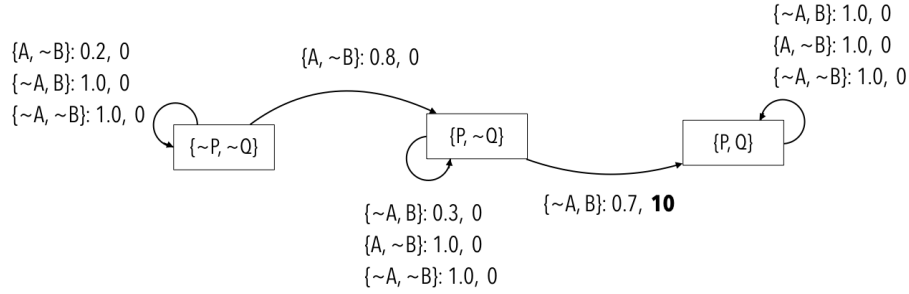 {A, ~B}: 0.2, 0
{~A, B}: 1.0, 0
{~A, ~B}: 1.0, 0
{~P, ~Q}
{A, ~B}: 0.8, 0
{P, ~Q}
{~A, B}: 0.3, 0
{A, ~B}: 1.0, 0
{~A, ~B}: 1.0, 0
{~A, B}: 0.7, 10
{~A, B}: 1.0, 0
{A, ~B}: 1.0, 0
{~A, ~B}: 1.0, 0
{P, Q}